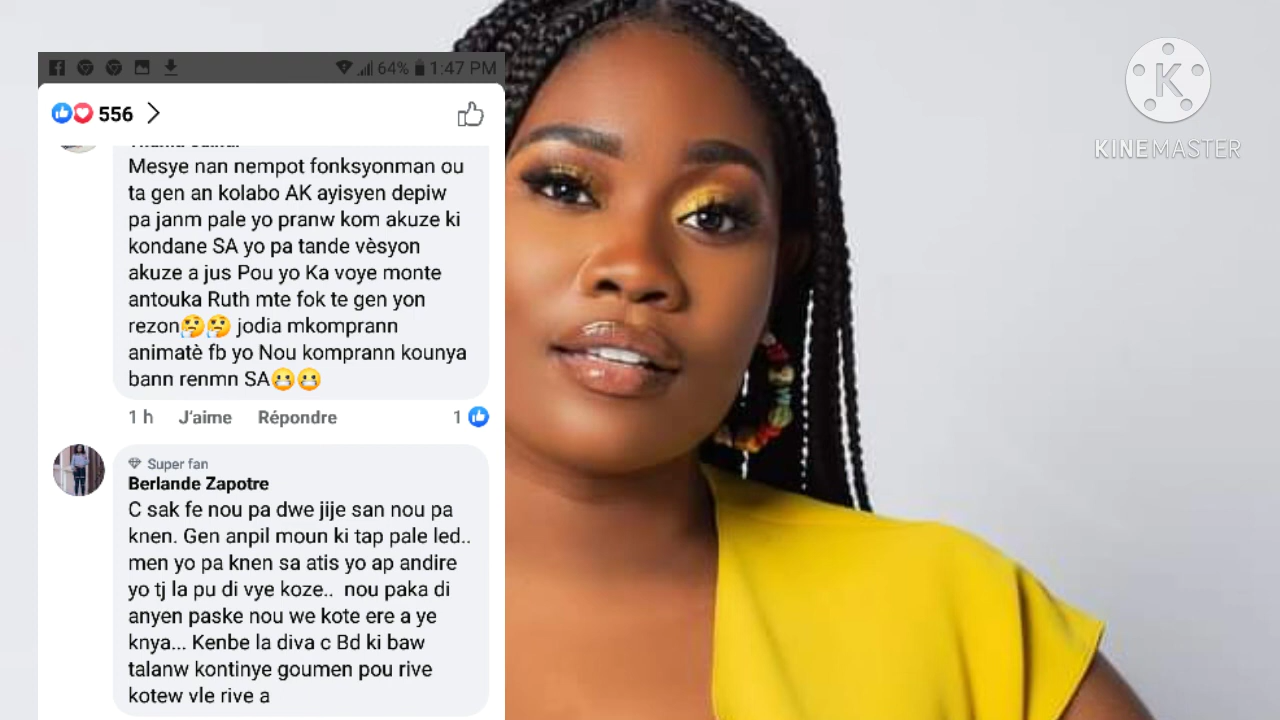 64% 1:47 PM
556
Mesye nan nempot fonksyonman ou
ta gen an kolabo AK ayisyen depiw
pa janm pale yo pranw kom akuze ki
kondane SA yo pa tande vèsyon
akuze a jus Pou yo Ka voye monte
antouka Ruth mte fok te gen yon
rezon🤔🤔 jodia mkomprann
animatè fb yo Nou komprann kounya
bann renmn SA😬😬
1 h J'aime Répondre 1
Super fan
Berlande Zapotre
C sak fe nou pa dwe jije san nou pa
knen. Gen anpil moun ki tap pale led..
men yo pa knen sa atis yo ap andire
yo tj la pu di vye koze.. nou paka di
anyen paske nou we kote ere a ye
knya... Kenbe la diva c Bd ki baw
talanw kontinye goumen pou rive
kotew vle rive a
K
KINEMASTER